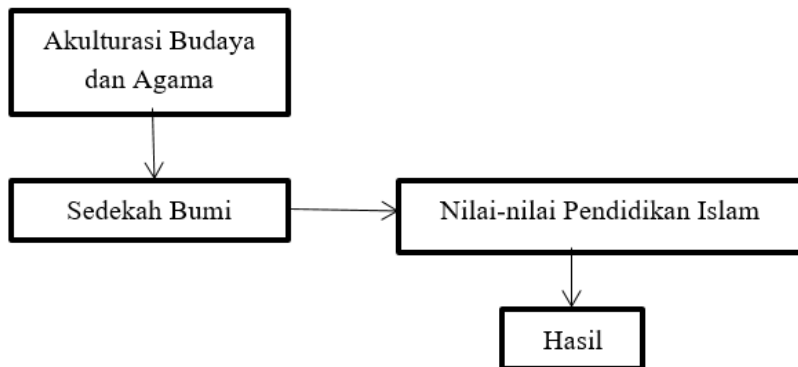 Akulturasi Budaya
dan Agama
Sedekah Bumi
Nilai-nilai Pendidikan Islam
Hasil